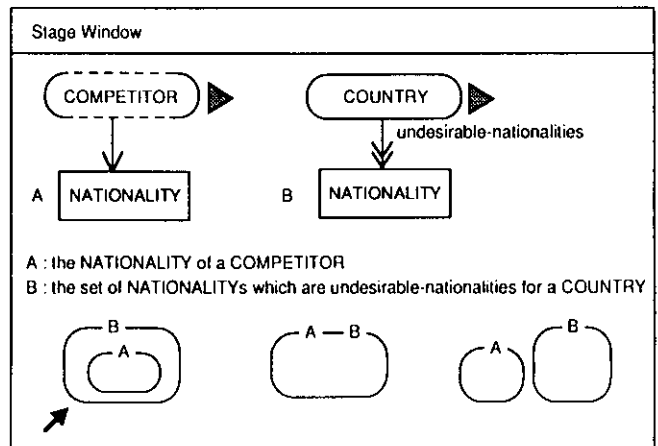 Stage Window
COMPETITOR
COUNTRY
undesirable-nationalities
A
NATIONALITY
B
NATIONALITY
A : the NATIONALITY of a COMPETITOR
B : the set of NATIONALITYs which are undesirable-nationalities for a COUNTRY
B
A
A — B
A
B